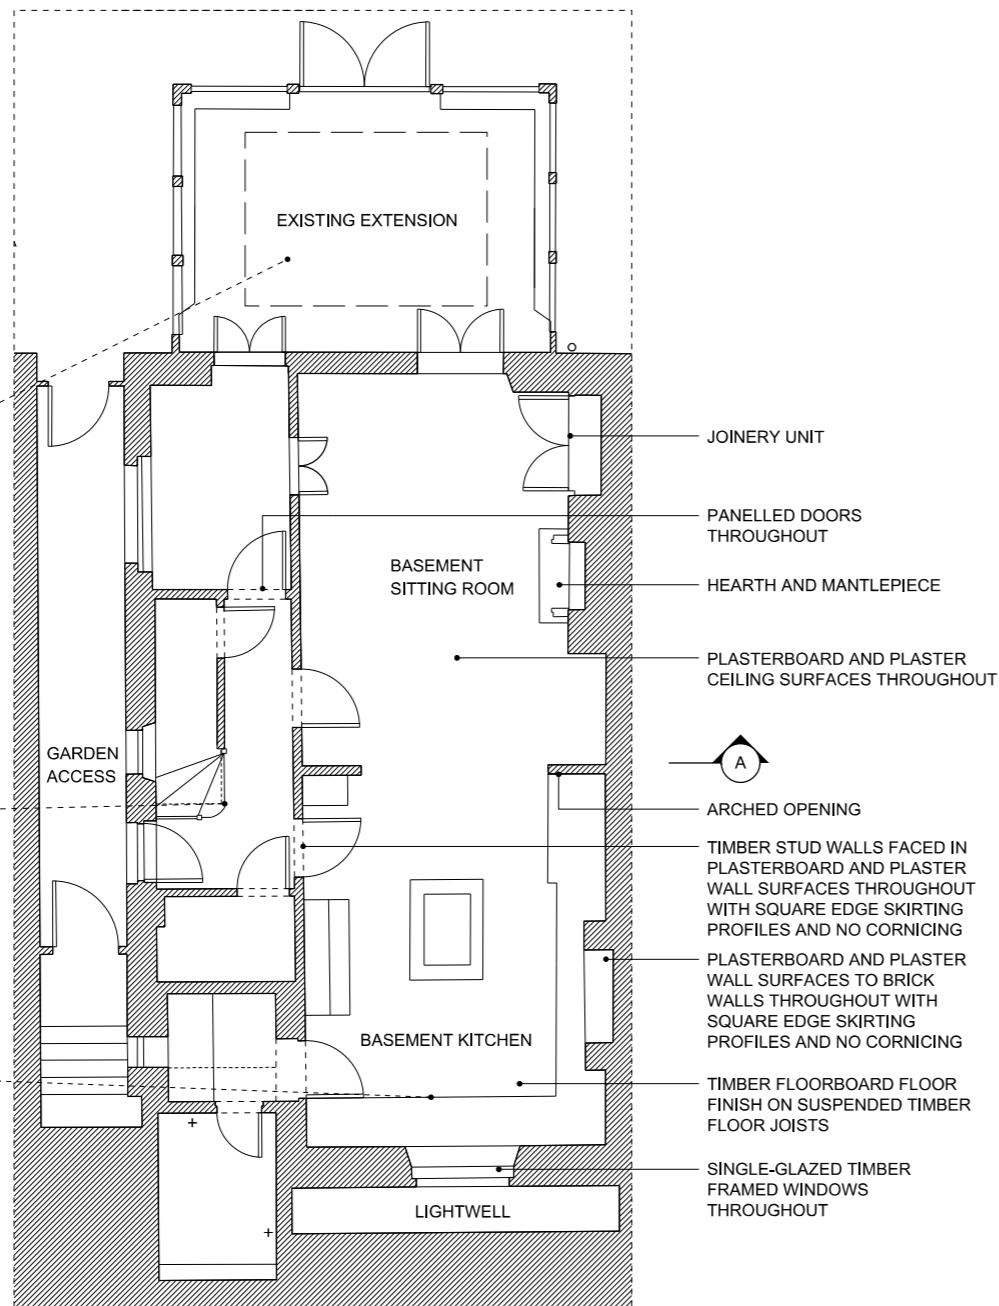 EXISTING EXTENSION
JOINERY UNIT
PANELLED DOORS
THROUGHOUT
BASEMENT
SITTING ROOM
HEARTH AND MANTLEPIECE
PLASTERBOARD AND PLASTER
CEILING SURFACES THROUGHOUT
GARDEN
ACCESS
A
ARCHED OPENING
TIMBER STUD WALLS FACED IN
PLASTERBOARD AND PLASTER
WALL SURFACES THROUGHOUT
WITH SQUARE EDGE SKIRTING
PROFILES AND NO CORNICING
PLASTERBOARD AND PLASTER
WALL SURFACES TO BRICK
WALLS THROUGHOUT WITH
SQUARE EDGE SKIRTING
PROFILES AND NO CORNICING
BASEMENT KITCHEN
TIMBER FLOORBOARD FLOOR
FINISH ON SUSPENDED TIMBER
FLOOR JOISTS
SINGLE-GLAZED TIMBER
FRAMED WINDOWS
THROUGHOUT
LIGHTWELL